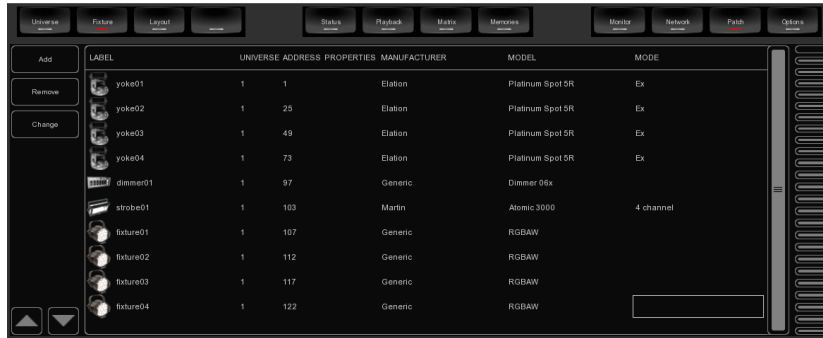 Universe Fixture Layout Status Playback Matrix Memories Monitor Network Patch Options
Add
Remove
Change
LABEL UNIVERSE ADDRESS PROPERTIES MANUFACTURER MODEL MODE
yoke01 1 1 Elation Platinum Spot 5R Ex
yoke02 1 25 Elation Platinum Spot 5R Ex
yoke03 1 49 Elation Platinum Spot 5R Ex
yoke04 1 73 Elation Platinum Spot 5R Ex
dimmer01 1 97 Generic Dimmer 06x
strobe01 1 103 Martin Atomic 3000 4 channel
fixture01 1 107 Generic RGBAW
fixture02 1 112 Generic RGBAW
fixture03 1 117 Generic RGBAW
fixture04 1 122 Generic RGBAW